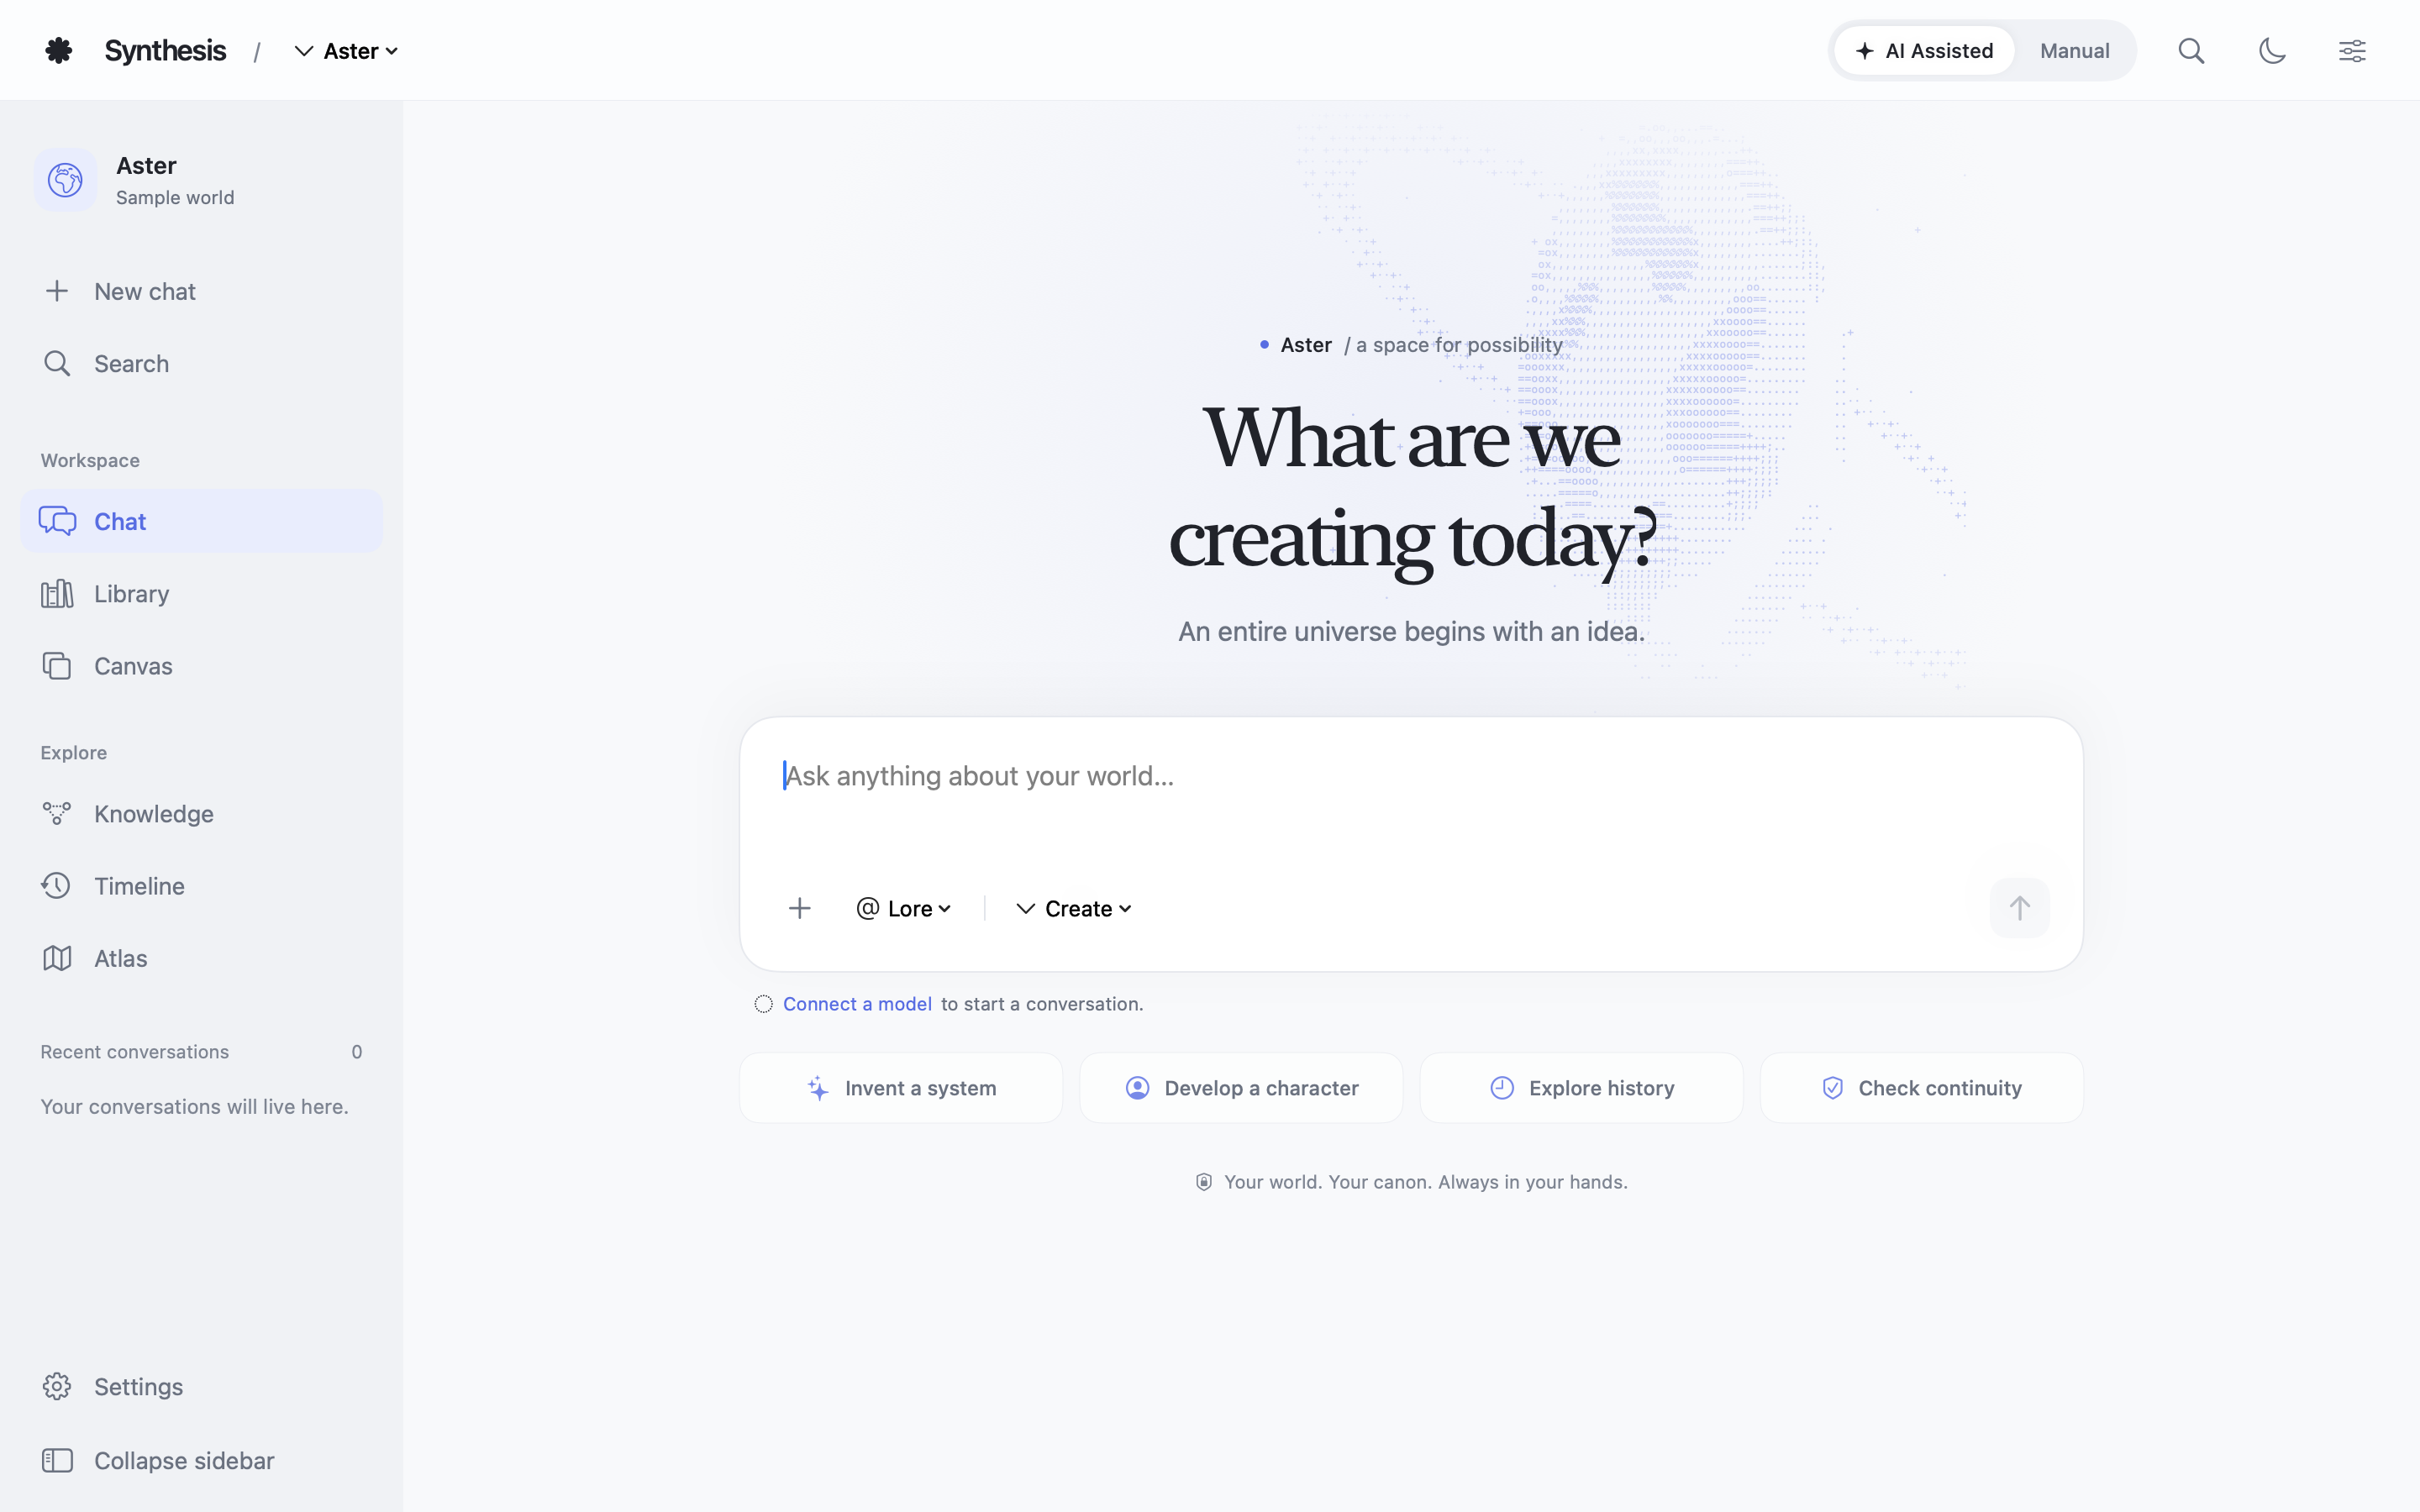 Synthesis / Aster
AI Assisted
Manual
Aster
Sample world
New chat
Search
Workspace
Chat
Library
Canvas
Explore
Knowledge
Timeline
Atlas
Recent conversations 0
Your conversations will live here.
Settings
Collapse sidebar
Aster / a space for possibility
What are we
creating today?
An entire universe begins with an idea.
Ask anything about your world...
@ Lore
Create
Connect a model to start a conversation.
Invent a system
Develop a character
Explore history
Check continuity
Your world. Your canon. Always in your hands.